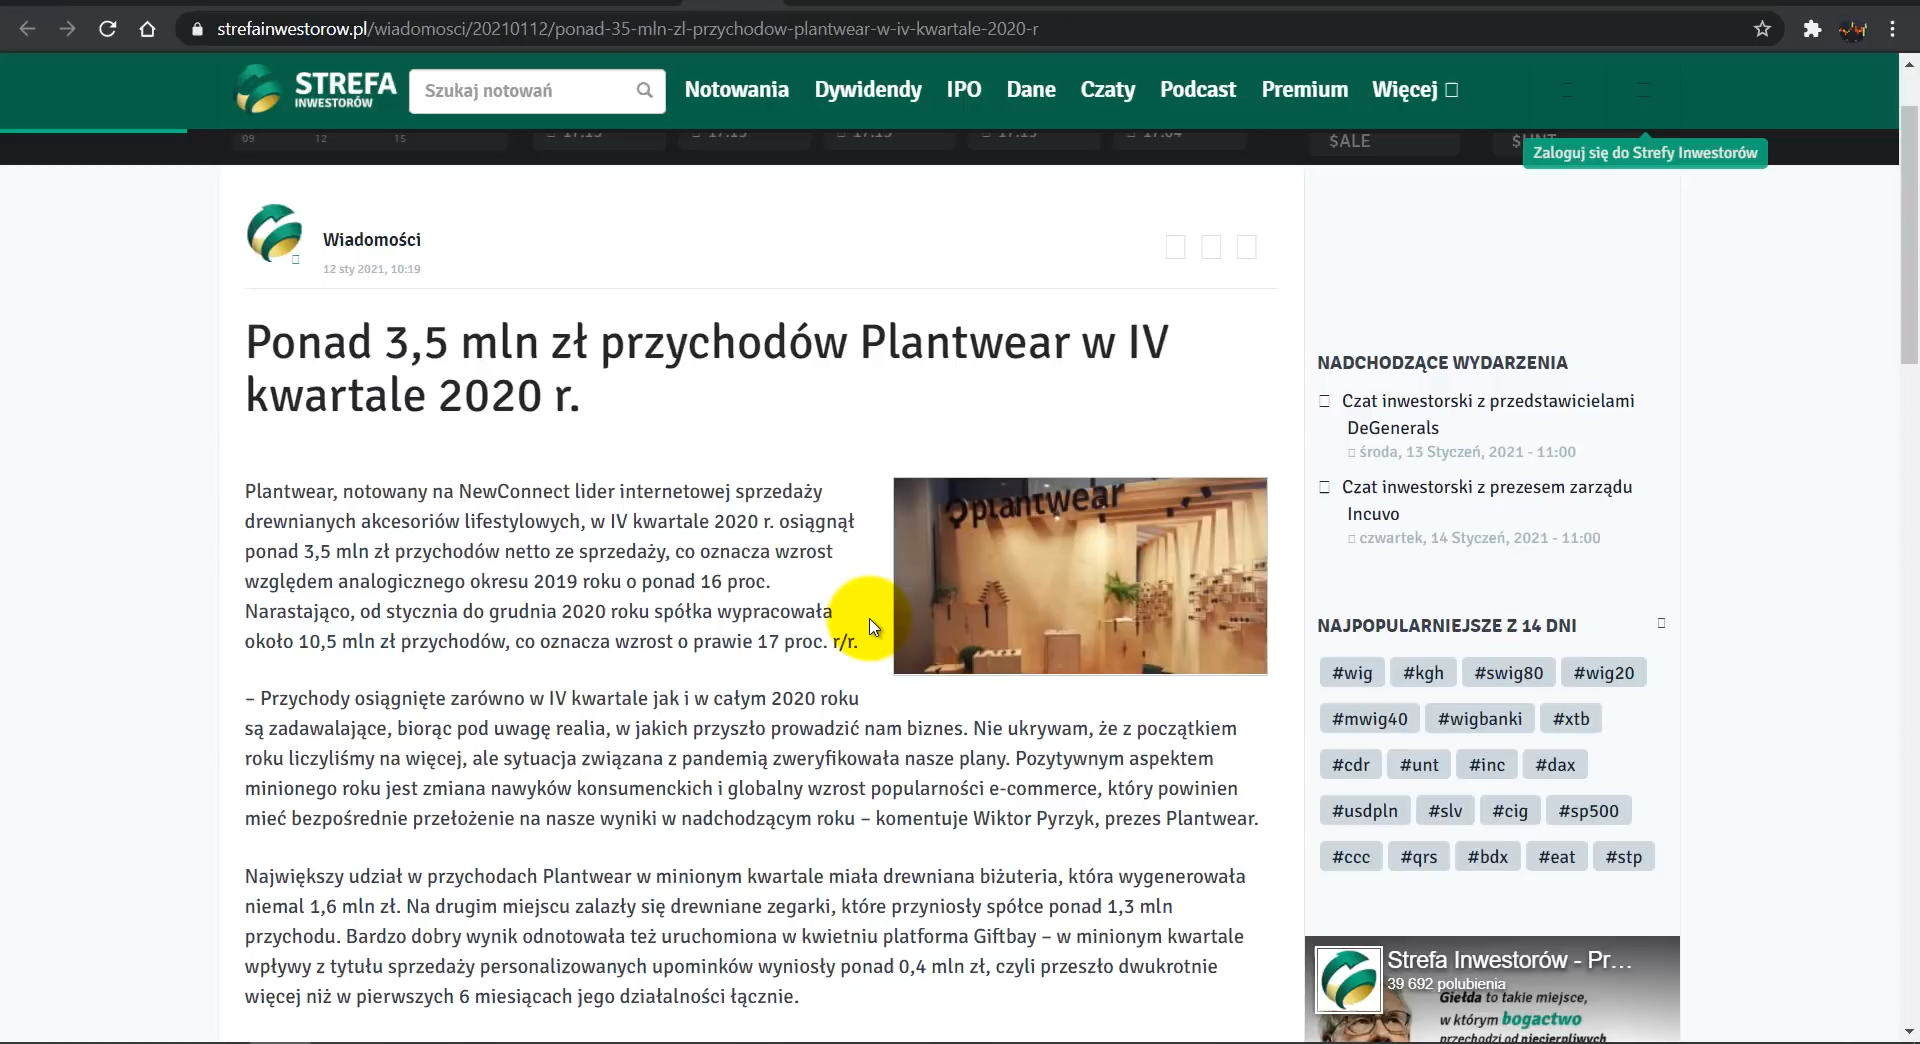 strefainwestorow.pl/wiadomosci/20210112/ponad-35-mln-zl-przychodow-plantwear-w-iv-kwartale-2020-r
STREFA
INWESTORÓW
Szukaj notowań
Notowania
Dywidendy
IPO
Dane
Czaty
Podcast
Premium
Więcej
09 12 15
$ALE
Zaloguj się do Strefy Inwestorów
Wiadomości
12 sty 2021, 10:19
Ponad 3,5 mln zł przychodów Plantwear w IV
kwartale 2020 r.
Plantwear, notowany na NewConnect lider internetowej sprzedaży
drewnianych akcesoriów lifestylowych, w IV kwartale 2020 r. osiągnął
ponad 3,5 mln zł przychodów netto ze sprzedaży, co oznacza wzrost
względem analogicznego okresu 2019 roku o ponad 16 proc.
Narastająco, od stycznia do grudnia 2020 roku spółka wypracowała
około 10,5 mln zł przychodów, co oznacza wzrost o prawie 17 proc. r/r.
plantwear
– Przychody osiągnięte zarówno w IV kwartale jak i w całym 2020 roku
są zadawalające, biorąc pod uwagę realia, w jakich przyszło prowadzić nam biznes. Nie ukrywam, że z początkiem
roku liczyliśmy na więcej, ale sytuacja związana z pandemią zweryfikowała nasze plany. Pozytywnym aspektem
minionego roku jest zmiana nawyków konsumenckich i globalny wzrost popularności e-commerce, który powinien
mieć bezpośrednie przełożenie na nasze wyniki w nadchodzącym roku – komentuje Wiktor Pyrzyk, prezes Plantwear.
Największy udział w przychodach Plantwear w minionym kwartale miała drewniana biżuteria, która wygenerowała
niemal 1,6 mln zł. Na drugim miejscu zalazły się drewniane zegarki, które przyniosły spółce ponad 1,3 mln
przychodu. Bardzo dobry wynik odnotowała też uruchomiona w kwietniu platforma Giftbay – w minionym kwartale
wpływy z tytułu sprzedaży personalizowanych upominków wyniosły ponad 0,4 mln zł, czyli przeszło dwukrotnie
więcej niż w pierwszych 6 miesiącach jego działalności łącznie.
NADCHODZĄCE WYDARZENIA
Czat inwestorski z przedstawicielami
DeGenerals
środa, 13 Styczeń, 2021 - 11:00
Czat inwestorski z prezesem zarządu
Incuvo
czwartek, 14 Styczeń, 2021 - 11:00
NAJPOPULARNIEJSZE Z 14 DNI
#wig #kgh #swig80 #wig20
#mwig40 #wigbanki #xtb
#cdr #unt #inc #dax
#usdpln #slv #cig #sp500
#ccc #qrs #bdx #eat #stp
Strefa Inwestorów - Pr...
39 692 polubienia
Giełda to takie miejsce,
w którym bogactwo
przechodzi od niecierpliwych